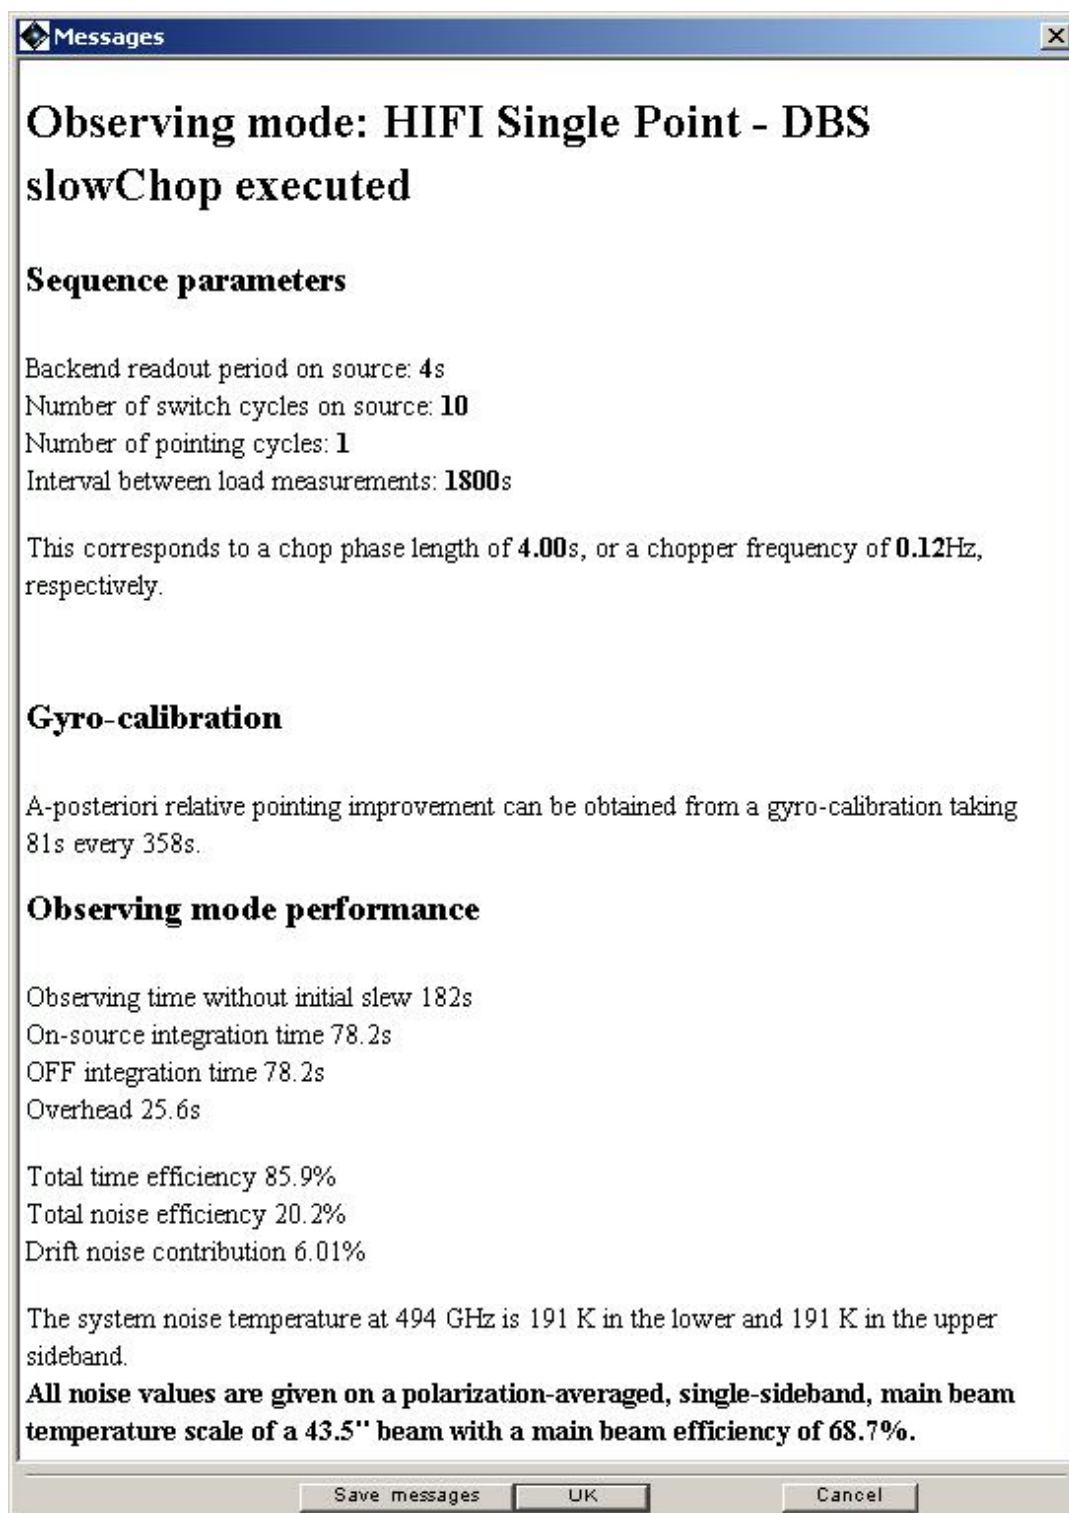 Messages
Observing mode: HIFI Single Point - DBS
slowChop executed
Sequence parameters
Backend readout period on source: 4s
Number of switch cycles on source: 10
Number of pointing cycles: 1
Interval between load measurements: 1800s
This corresponds to a chop phase length of 4.00s, or a chopper frequency of 0.12Hz,
respectively.
Gyro-calibration
A-posteriori relative pointing improvement can be obtained from a gyro-calibration taking
81s every 358s.
Observing mode performance
Observing time without initial slew 182s
On-source integration time 78.2s
OFF integration time 78.2s
Overhead 25.6s
Total time efficiency 85.9%
Total noise efficiency 20.2%
Drift noise contribution 6.01%
The system noise temperature at 494 GHz is 191 K in the lower and 191 K in the upper
sideband.
All noise values are given on a polarization-averaged, single-sideband, main beam
temperature scale of a 43.5" beam with a main beam efficiency of 68.7%.
Save messages OK Cancel